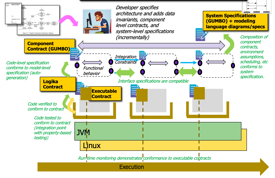 Developer specifies
architecture and adds data
invariants, component
level contracts, and
system-level specifications
(incrementally)
System Specifications
(GUMBO) + modeling
language diagrams
Component
Contract (GUMBO)
Composition of
component contracts,
environment
assumptions,
scheduling, etc
conforms to
system
specification.
Integration
Constraints
Functional
behavior
Code-level specification
conforms to model-level
specification (auto
generation)
Interface specifications are compatible
Logika
Contract
Executable
Contract
Code verified to
conform to contract
Code tested to
conform to contract
(integration point
with property-based
testing)
JVM
Linux
Runtime monitoring demonstrates conformance to executable contracts
Execution